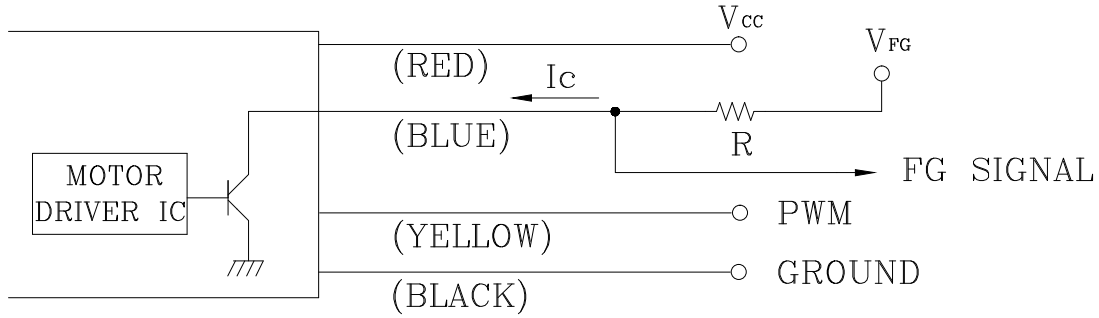 Vcc
VFG
(RED)
Ic
(BLUE)
R
MOTOR
DRIVER IC
FG SIGNAL
PWM
(YELLOW)
GROUND
(BLACK)